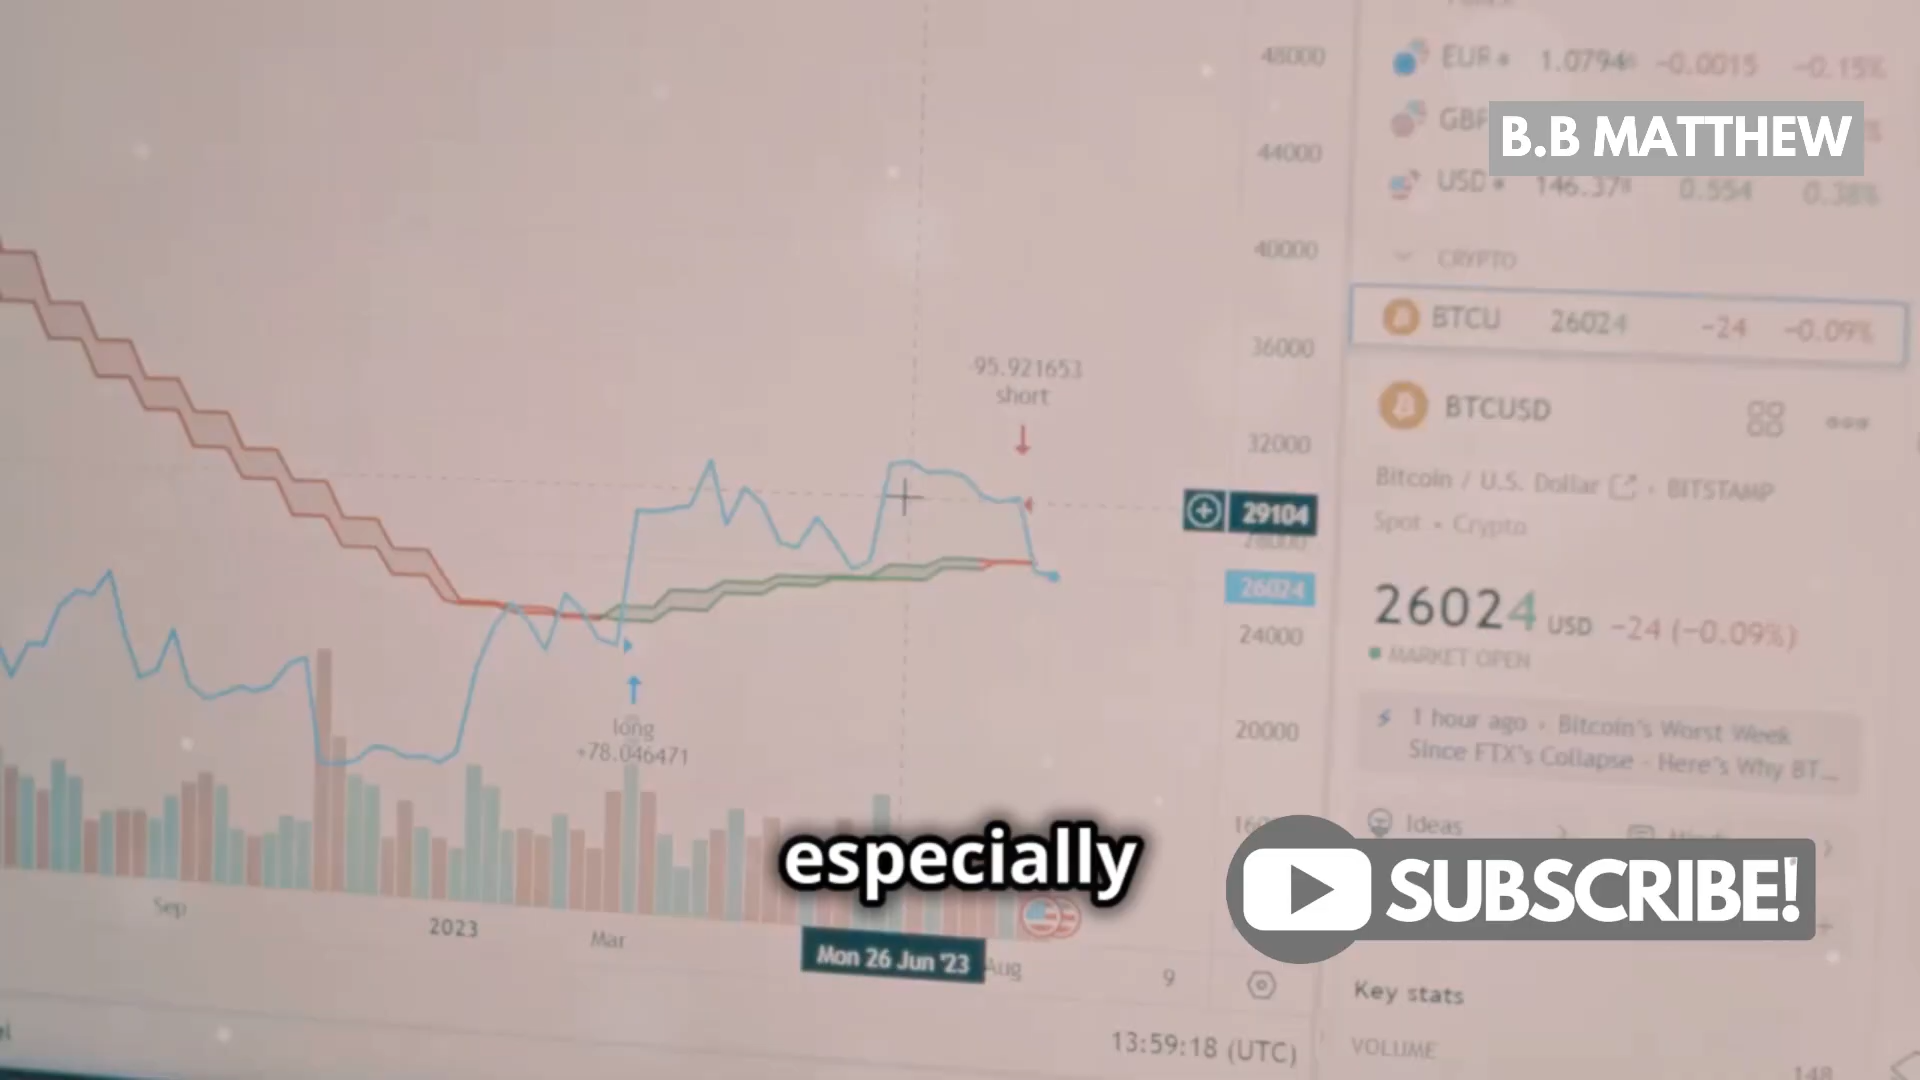 48000
44000
40000
36000
32000
29104
28000
26024
24000
20000
-95.921653
short
long
+78.046471
Sep
2023
Mar
Mon 26 Jun '23
Aug
9
13:59:18 (UTC)
EUR 1.0794 -0.0015 -0.15%
B.B MATTHEW
USD 146.37 0.554 0.38%
CRYPTO
BTCU 26024 -24 -0.09%
BTCUSD
Bitcoin / U.S. Dollar • BITSTAMP
Spot • Crypto
26024 USD -24 (-0.09%)
MARKET OPEN
1 hour ago • Bitcoin's Worst Week
Since FTX's Collapse - Here's Why BT...
Ideas
especially
SUBSCRIBE!
Key stats
VOLUME